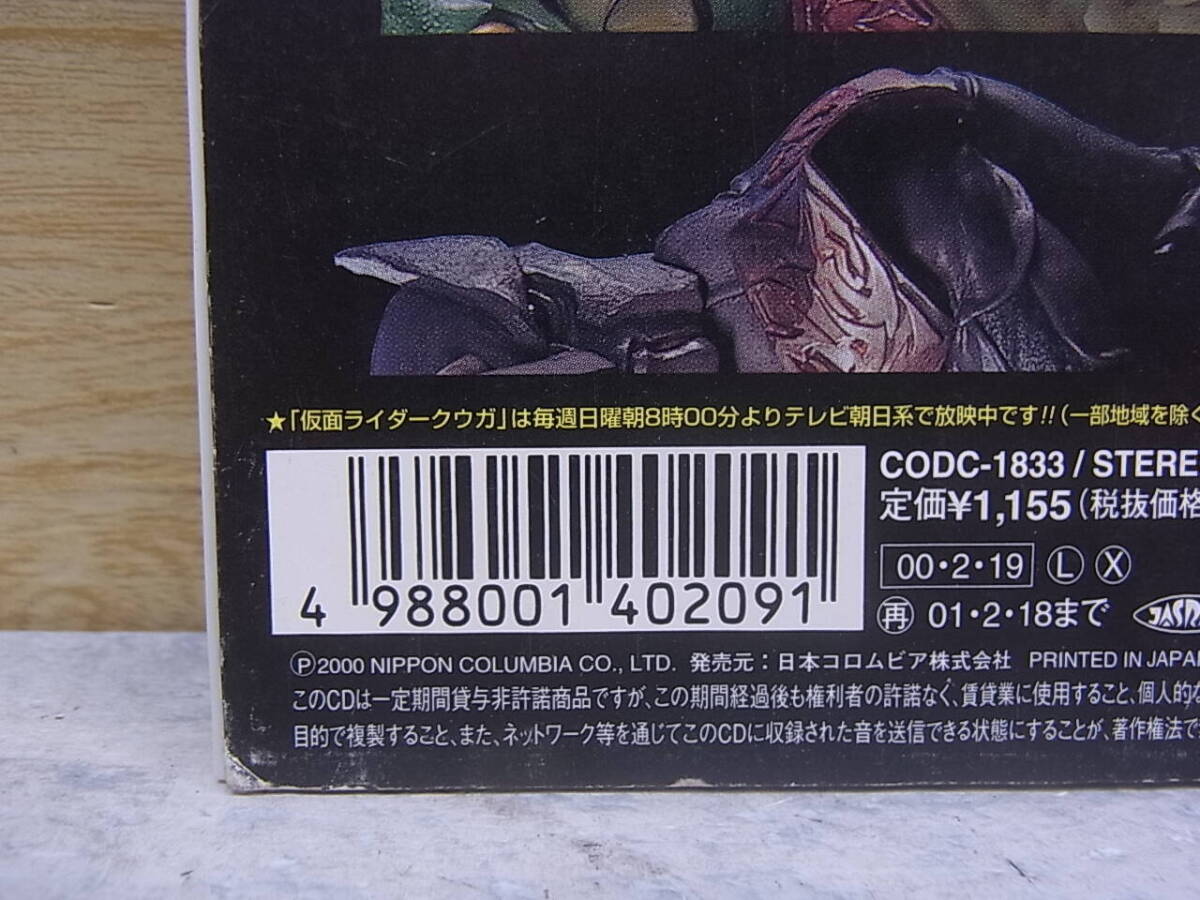 ★「仮面ライダークウガ」は毎週日曜朝8時00分よりテレビ朝日系で放映中です!!(一部地域を除く
CODC-1833 / STERE
定価¥1,155(税抜価格
00・2・19 Ⓛ Ⓧ
㊢ 01・2・18まで
4 988001 402091
Ⓟ2000 NIPPON COLUMBIA CO., LTD. 発売元：日本コロムビア株式会社 PRINTED IN JAPAN
このCDは一定期間貸与非許諾商品ですが、この期間経過後も権利者の許諾なく、賃貸業に使用すること、個人的な
目的で複製すること、また、ネットワーク等を通じてこのCDに収録された音を送信できる状態にすることが、著作権法で